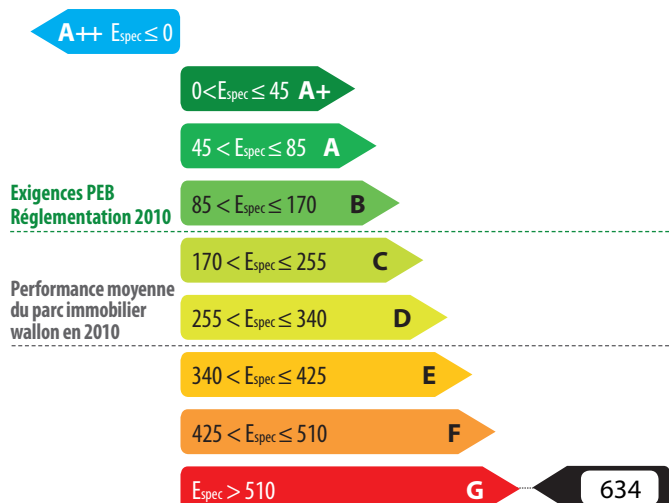 A++ Espec ≤ 0
0<Espec ≤ 45 A+
45 < Espec ≤ 85 A
Exigences PEB
Réglementation 2010
85 < Espec ≤ 170 B
170 < Espec ≤ 255 C
Performance moyenne
du parc immobilier
wallon en 2010
255 < Espec ≤ 340 D
340 < Espec ≤ 425 E
425 < Espec ≤ 510 F
Espec > 510 G 634